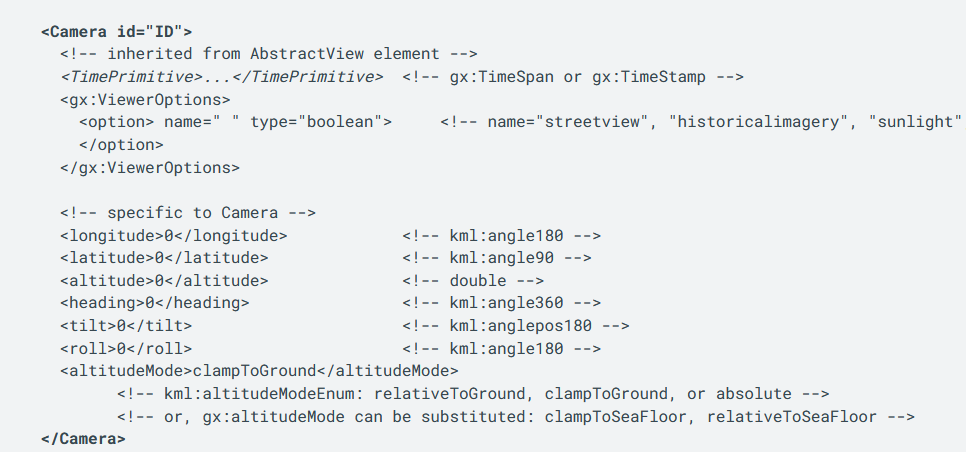 <Camera id="ID">
<!-- inherited from AbstractView element -->
<TimePrimitive>...</TimePrimitive> <!-- gx:TimeSpan or gx:TimeStamp -->
<gx:ViewerOptions>
<option> name=" " type="boolean"> <!-- name="streetview", "historicalimagery", "sunlight"
</option>
</gx:ViewerOptions>
<!-- specific to Camera -->
<longitude>0</longitude> <!-- kml:angle180 -->
<latitude>0</latitude> <!-- kml:angle90 -->
<altitude>0</altitude> <!-- double -->
<heading>0</heading> <!-- kml:angle360 -->
<tilt>0</tilt> <!-- kml:anglepos180 -->
<roll>0</roll> <!-- kml:angle180 -->
<altitudeMode>clampToGround</altitudeMode>
<!-- kml:altitudeModeEnum: relativeToGround, clampToGround, or absolute -->
<!-- or, gx:altitudeMode can be substituted: clampToSeaFloor, relativeToSeaFloor -->
</Camera>